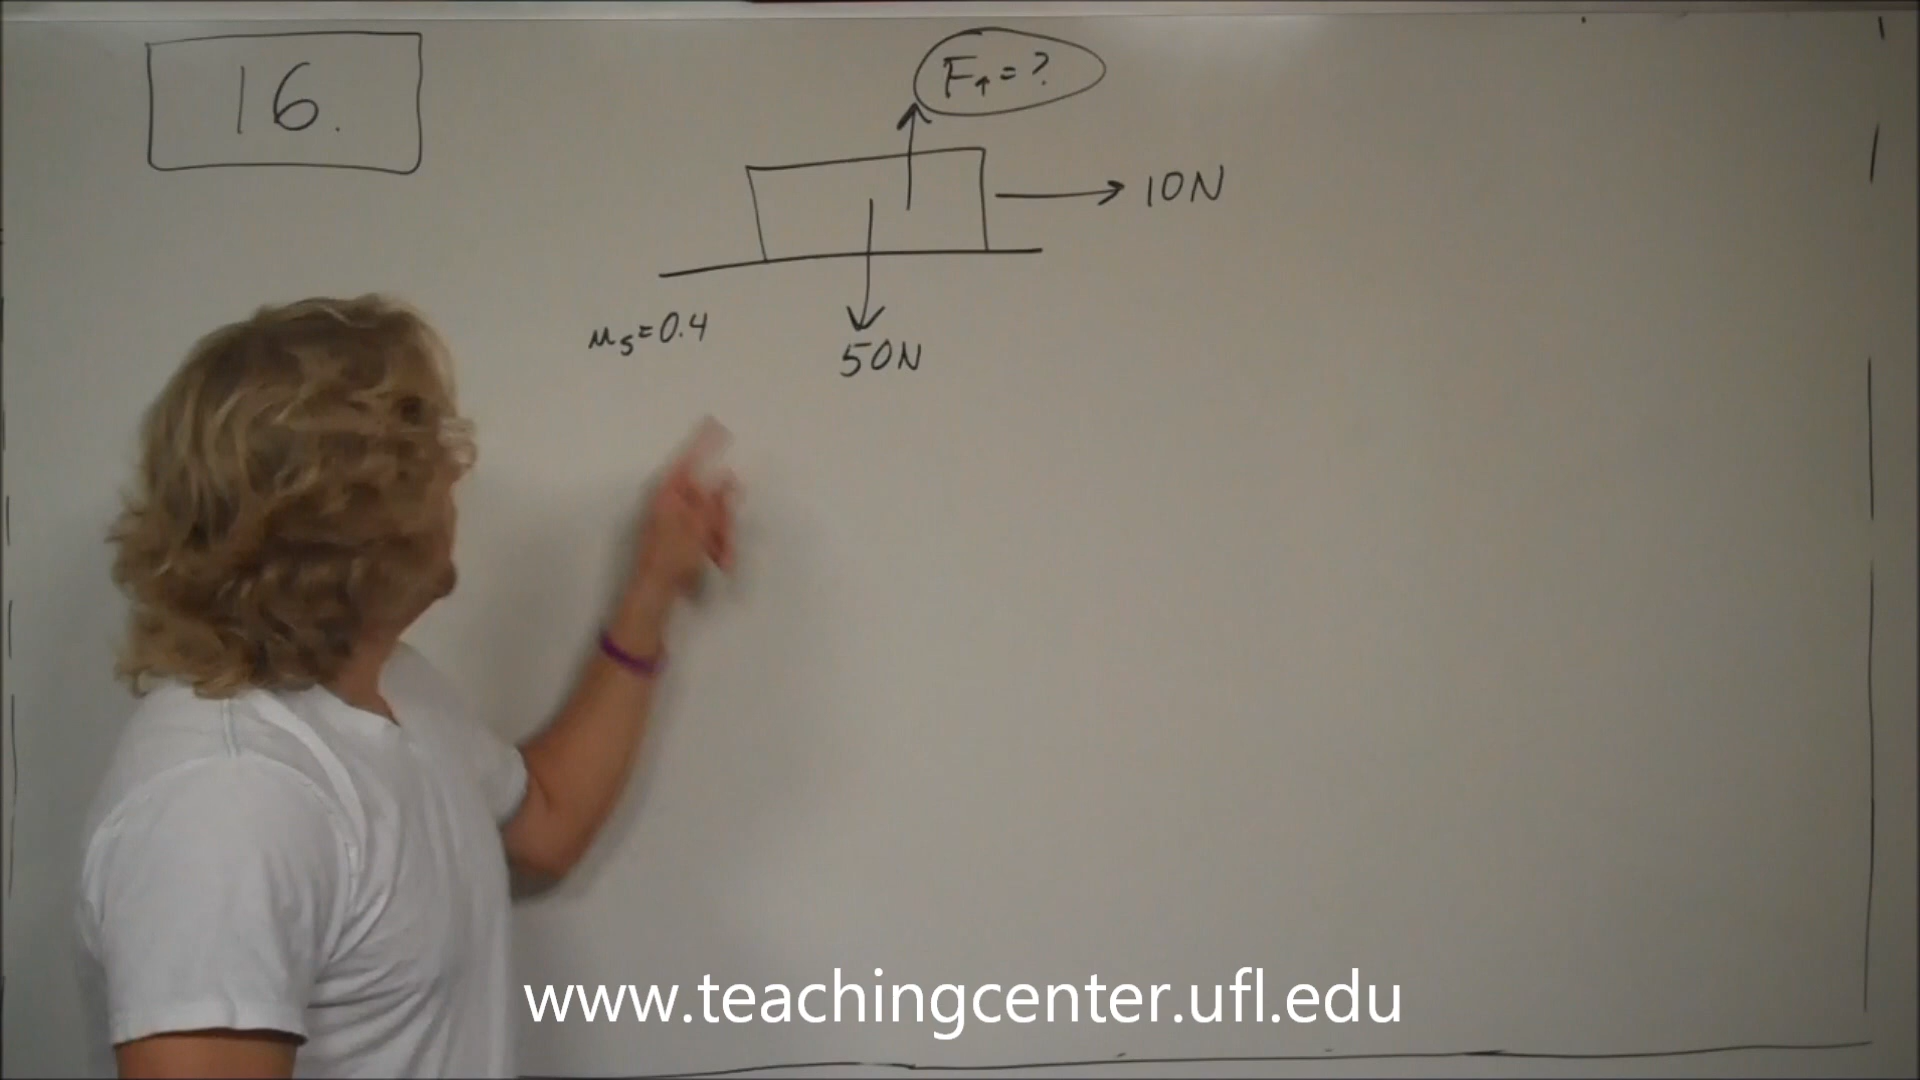 16.
F↑=?
10N
μs=0.4
50N
www.teachingcenter.ufl.edu